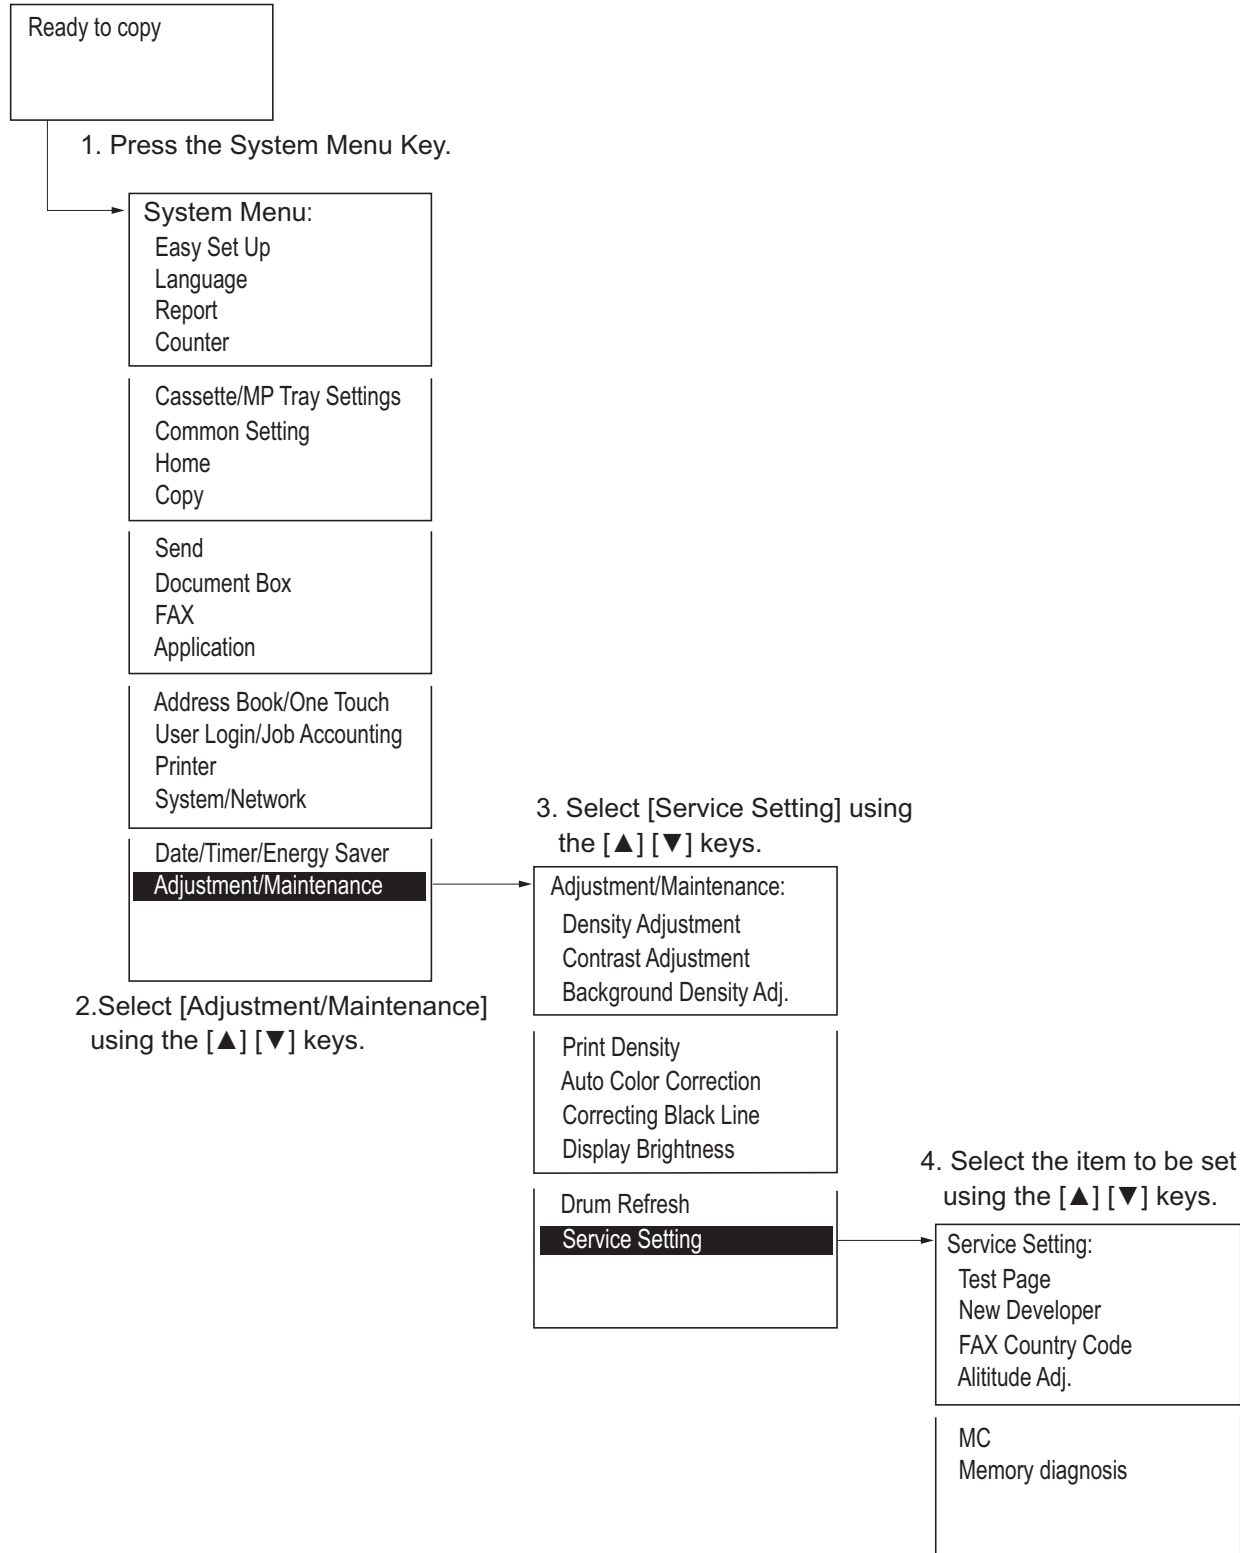 Ready to copy
1. Press the System Menu Key.
System Menu:
Easy Set Up
Language
Report
Counter
Cassette/MP Tray Settings
Common Setting
Home
Copy
Send
Document Box
FAX
Application
Address Book/One Touch
User Login/Job Accounting
Printer
System/Network
Date/Timer/Energy Saver
Adjustment/Maintenance
2.Select [Adjustment/Maintenance]
using the [▲] [▼] keys.
3. Select [Service Setting] using
the [▲] [▼] keys.
Adjustment/Maintenance:
Density Adjustment
Contrast Adjustment
Background Density Adj.
Print Density
Auto Color Correction
Correcting Black Line
Display Brightness
Drum Refresh
Service Setting
4. Select the item to be set
using the [▲] [▼] keys.
Service Setting:
Test Page
New Developer
FAX Country Code
Alititude Adj.
MC
Memory diagnosis